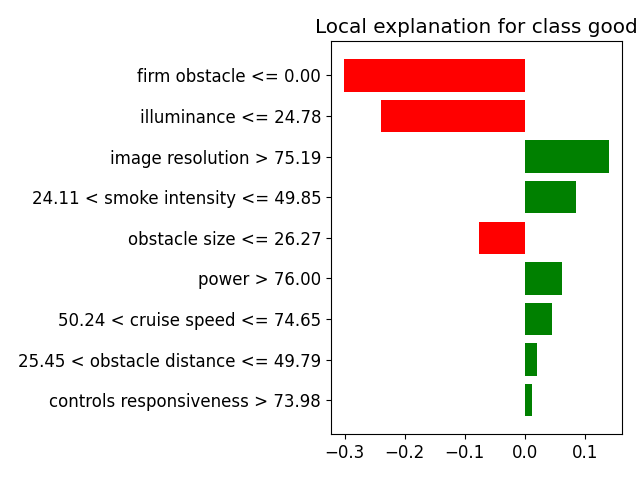 Local explanation for class good
firm obstacle <= 0.00
illuminance <= 24.78
image resolution > 75.19
24.11 < smoke intensity <= 49.85
obstacle size <= 26.27
power > 76.00
50.24 < cruise speed <= 74.65
25.45 < obstacle distance <= 49.79
controls responsiveness > 73.98
−0.3 −0.2 −0.1 0.0 0.1